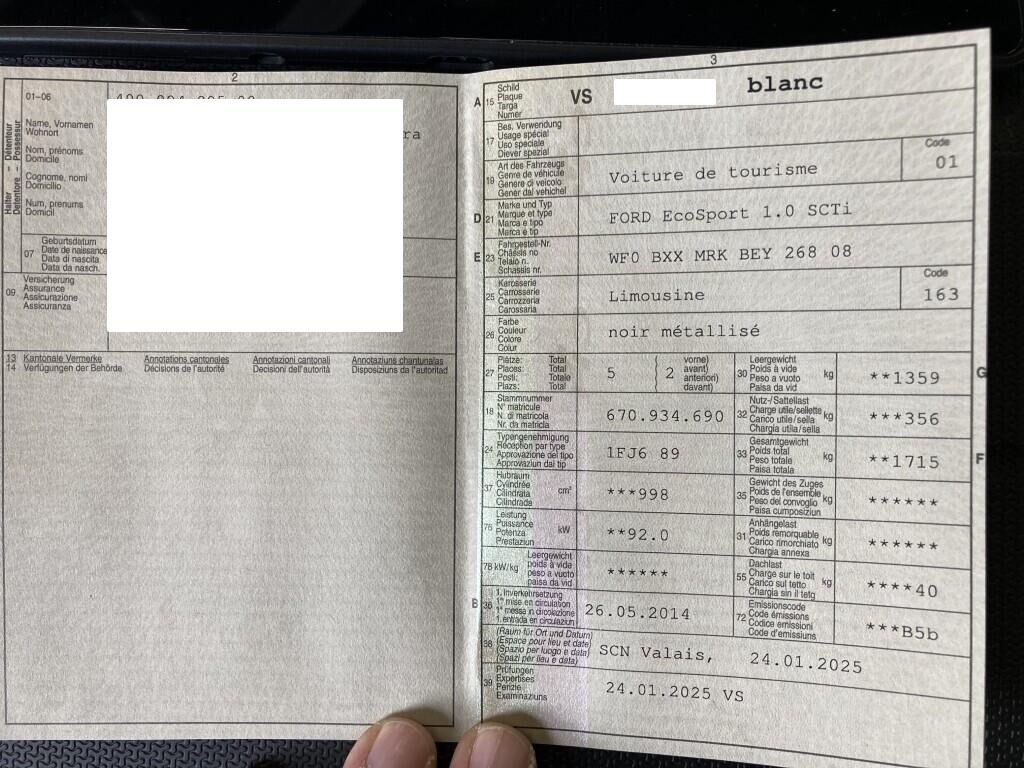 2
01–06
Halter – Détenteur
Detentore – Possessur
Name, Vornamen
Wohnort
Nom, prénoms
Domicile
Cognome, nomi
Domicilio
Num, prenums
Domicil
ra
07
Geburtsdatum
Date de naissance
Data di nascita
Data da nasch.
09
Versicherung
Assurance
Assicurazione
Assicuranza
13
14
Kantonale Vermerke
Verfügungen der Behörde
Annotations cantonales
Décisions de l'autorité
Annotazioni cantonali
Decisioni dell'autorità
Annotaziuns chantunalas
Disposiziuns da l'autoritad
3
A
15
Schild
Plaque
Targa
Numer
VS
blanc
17
Bes. Verwendung
Usage spécial
Uso speciale
Diever spezial
19
Art des Fahrzeugs
Genre de véhicule
Genere di veicolo
Gener dal vehichel
Voiture de tourisme
Code
01
D
21
Marke und Typ
Marque et type
Marca e tipo
Marca e tip
FORD EcoSport 1.0 SCTi
E
23
Fahrgestell-Nr.
Châssis no
Telaio n.
Schassis nr.
WF0 BXX MRK BEY 268 08
25
Karosserie
Carrosserie
Carrozzeria
Carossaria
Limousine
Code
163
26
Farbe
Couleur
Colore
Colur
noir métallisé
27
Plätze: Total
Places: Total
Posti: Totale
Plazs: Total
5
2
vorne)
avant)
anteriori)
davant)
30
Leergewicht
Poids à vide
Peso a vuoto
Paisa da vid
kg
**1359
G
18
Stammnummer
N° matricule
N. di matricola
Nr. da matricla
670.934.690
32
Nutz-/Sattellast
Charge utile/sellette
Carico utile/sella
Chargia utila/sella
kg
***356
24
Typengenehmigung
Réception par type
Approvazione del tipo
Approvaziun dal tip
1FJ6 89
33
Gesamtgewicht
Poids total
Peso totale
Paisa totala
kg
**1715
F
37
Hubraum
Cylindrée
Cilindrata
Cilindrade
cm³
***998
35
Gewicht des Zuges
Poids de l'ensemble
Peso del convoglio
Paisa cumposiziun
kg
******
76
Leistung
Puissance
Potenza
Prestaziun
kW
**92.0
31
Anhängelast
Poids remorquable
Carico rimorchiato
Chargia annexa
kg
******
78 kW/kg
Leergewicht
poids à vide
peso a vuoto
paisa da vid
******
55
Dachlast
Charge sur le toit
Carico sul tetto
Chargia sin il tetg
kg
****40
B
36
1. Inverkehrsetzung
1re mise en circulation
1a messa in circolazione
1. entrada en circulaziun
26.05.2014
72
Emissionscode
Code émissions
Codice emissioni
Code d'emissiuns
***B5b
38
(Raum für Ort und Datum)
(Espace pour lieu et date)
(Spazio per luogo e data)
(Spazi per lieu e data)
SCN Valais, 24.01.2025
39
Prüfungen
Expertises
Perizie
Examinaziuns
24.01.2025 VS